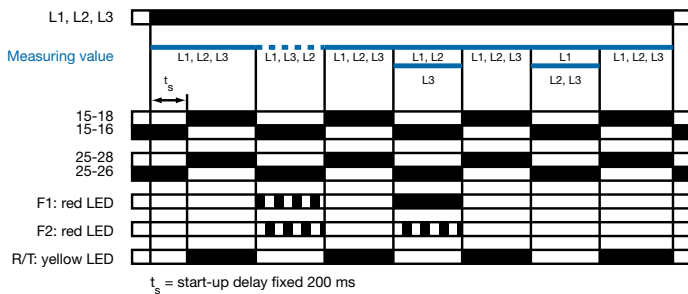 L1, L2, L3
Measuring value
L1, L2, L3 L1, L3, L2 L1, L2, L3 L1, L2 L1, L2, L3 L1 L1, L2, L3
L3 L2, L3
ts
15-18
15-16
25-28
25-26
F1: red LED
F2: red LED
R/T: yellow LED
ts = start-up delay fixed 200 ms